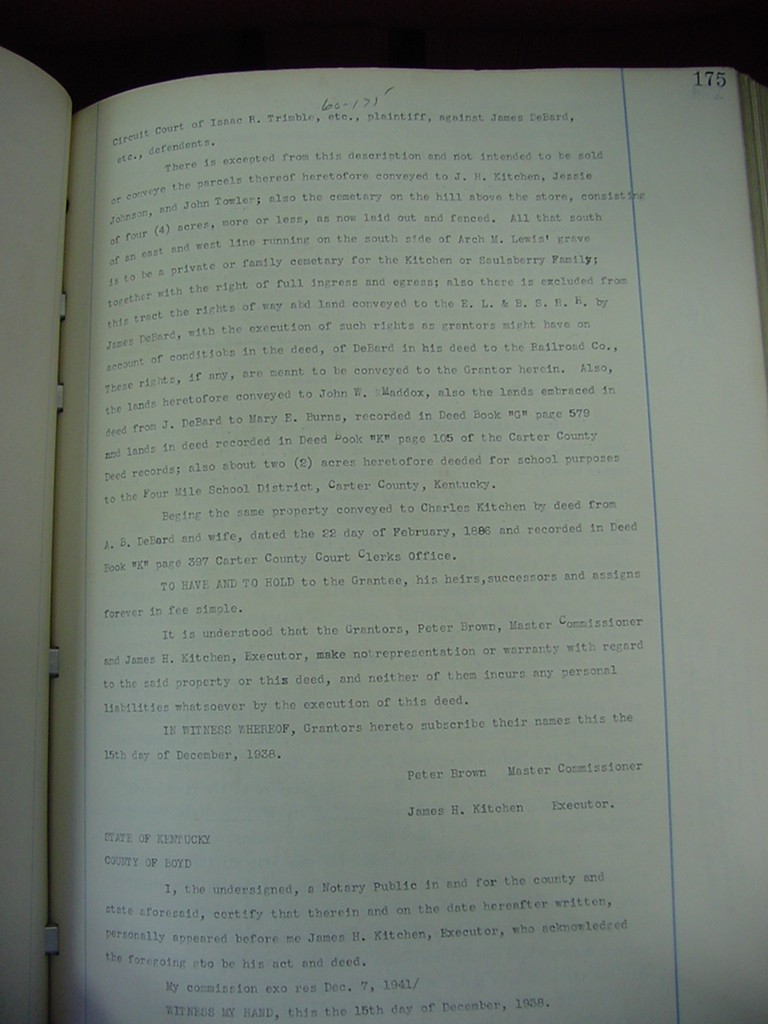 175
60-175
Circuit Court of Isaac R. Trimble, etc., plaintiff, against James DeBard,
etc., defendents.
There is excepted from this description and not intended to be sold
or conveye the parcels thereof heretofore conveyed to J. H. Kitchen, Jessie
Johnson, and John Towler; also the cemetary on the hill above the store, consisting
of four (4) acres, more or less, as now laid out and fenced. All that south
of an east and west line running on the south side of Arch M. Lewis' grave
is to be a private or family cemetary for the Kitchen or Saulsberry Family;
together with the right of full ingress and egress; also there is excluded from
this tract the rights of way abd land conveyed to the E. L. & B. S. R. R. by
James DeBard, with the execution of such rights as grantors might have on
account of conditiobs in the deed, of DeBard in his deed to the Railroad Co.,
These rights, if any, are meant to be conveyed to the Grantor herein. Also,
the lands heretofore conveyed to John W. Maddox, also the lands embraced in
deed from J. DeBard to Mary E. Burns, recorded in Deed Book "G" page 579
and lands in deed recorded in Deed Book "K" page 105 of the Carter County
Deed records; also about two (2) acres heretofore deeded for school purposes
to the Four Mile School District, Carter County, Kentucky.
Beging the same property conveyed to Charles Kitchen by deed from
A. B. DeBard and wife, dated the 22 day of February, 1886 and recorded in Deed
Book "K" page 397 Carter County Court Clerks Office.
TO HAVE AND TO HOLD to the Grantee, his heirs,successors and assigns
forever in fee simple.
It is understood that the Grantors, Peter Brown, Master Commissioner
and James H. Kitchen, Executor, make no representation or warranty with regard
to the said property or this deed, and neither of them incurs any personal
liabilities whatsoever by the execution of this deed.
IN WITNESS WHEREOF, Grantors hereto subscribe their names this the
15th day of December, 1938.
Peter Brown Master Commissioner
James H. Kitchen Executor.
STATE OF KENTUCKY
COUNTY OF BOYD
I, the undersigned, a Notary Public in and for the county and
state aforesaid, certify that therein and on the date hereafter written,
personally appeared before me James H. Kitchen, Executor, who acknowledged
the foregoing to be his act and deed.
My commission exo res Dec. 7, 1941/
WITNESS MY HAND, this the 15th day of December, 1938.